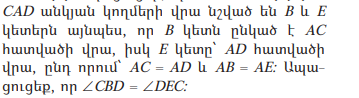 CAD անկյան կողմերի վրա նշված են B և E
կետերն այնպես, որ B կետն ընկած է AC
հատվածի վրա, իսկ E կետը՝ AD հատվածի
վրա, ընդ որում՝ AC = AD և AB = AE: Ապա-
ցուցեք, որ ∠CBD = ∠DEC: